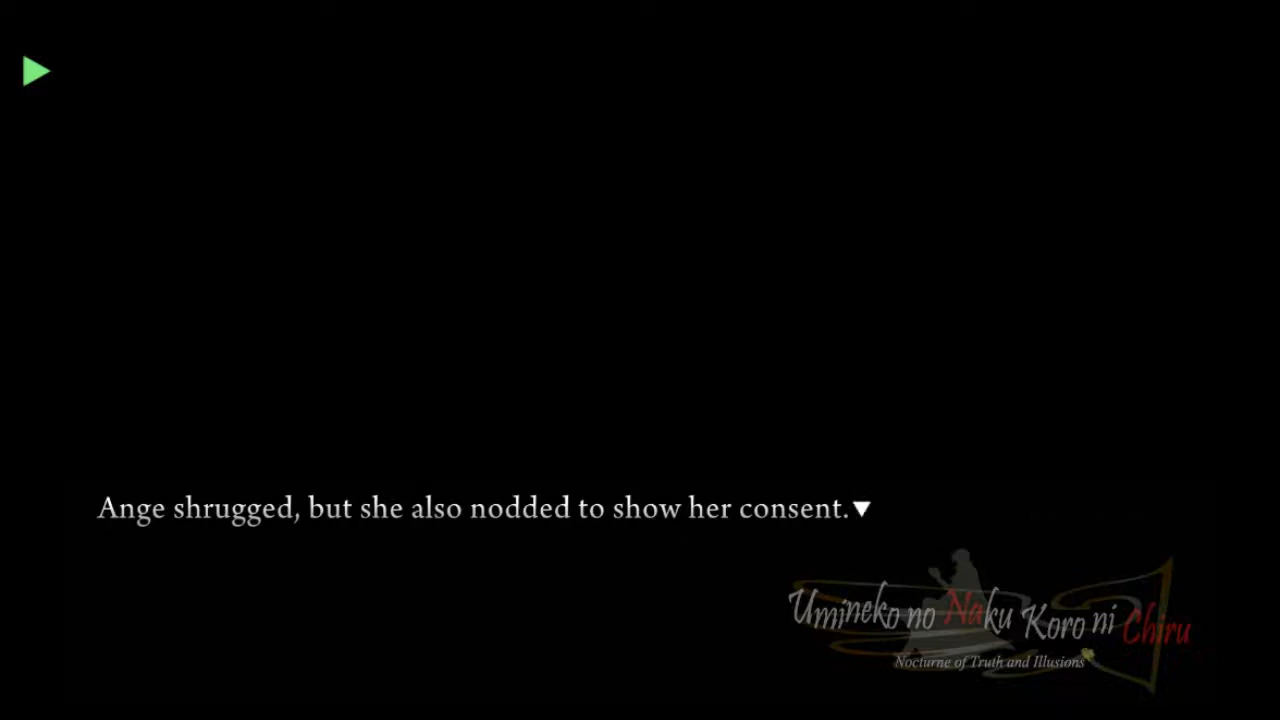 Ange shrugged, but she also nodded to show her consent.
Umineko no Naku Koro ni Chiru
Nocturne of Truth and Illusions